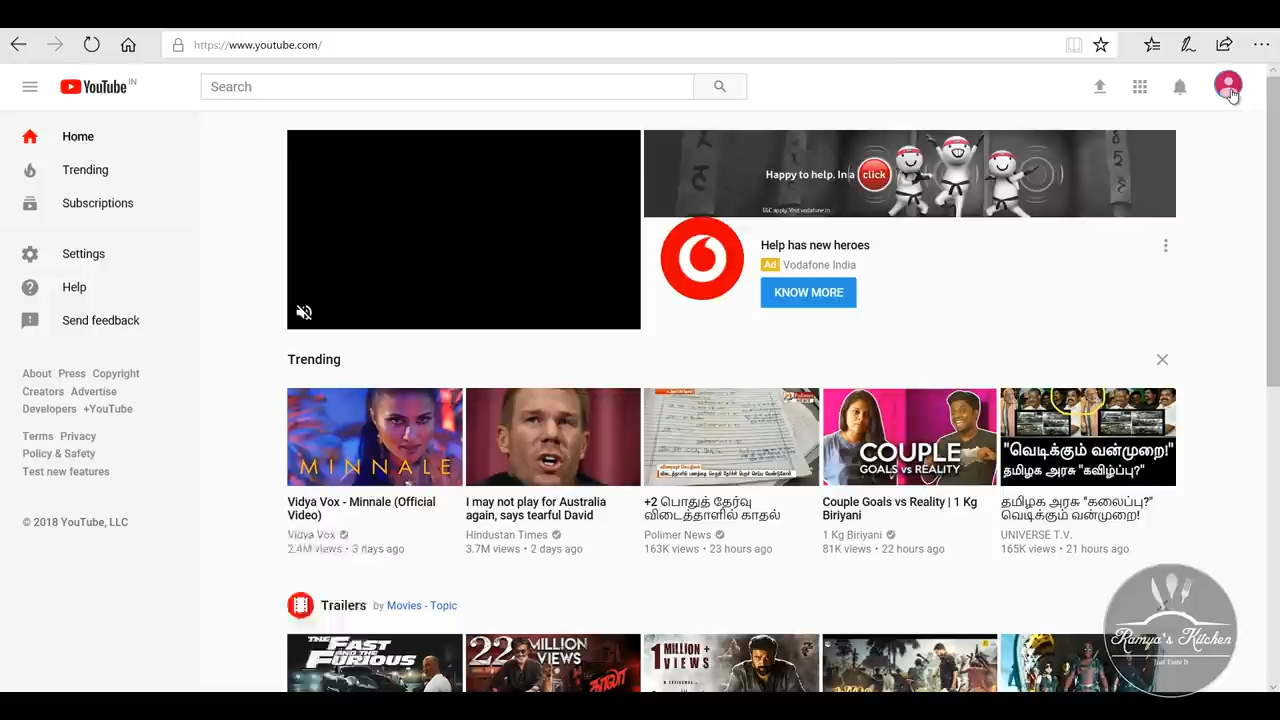 https://www.youtube.com/
YouTube IN
Search
Home
Trending
Subscriptions
Settings
Help
Send feedback
About Press Copyright
Creators Advertise
Developers +YouTube
Terms Privacy
Policy & Safety
Test new features
© 2018 YouTube, LLC
Happy to help. In a click
T&C apply. Visit vodafone.in
Help has new heroes
Ad Vodafone India
KNOW MORE
Trending
MINNALE
Vidya Vox - Minnale (Official
Video)
Vidya Vox
2.4M views • 3 days ago
I may not play for Australia
again, says tearful David
Hindustan Times
3.7M views • 2 days ago
+2 பொதுத் தேர்வு
விடைத்தாளில் காதல்
Polimer News
163K views • 23 hours ago
COUPLE
GOALS vs REALITY
Couple Goals vs Reality | 1 Kg
Biriyani
1 Kg Biriyani
81K views • 22 hours ago
"வெடிக்கும் வன்முறை!"
தமிழக அரசு "கவிழ்ப்பு?"
தமிழக அரசு "கலைப்பு?"
வெடிக்கும் வன்முறை!
UNIVERSE T.V.
165K views • 21 hours ago
Trailers by Movies - Topic
THE FAST
AND THE
FURIOUS
22 MILLION
VIEWS
காலா
1 MILLION +
VIEWS
Ramya's Kitchen
Just Taste It